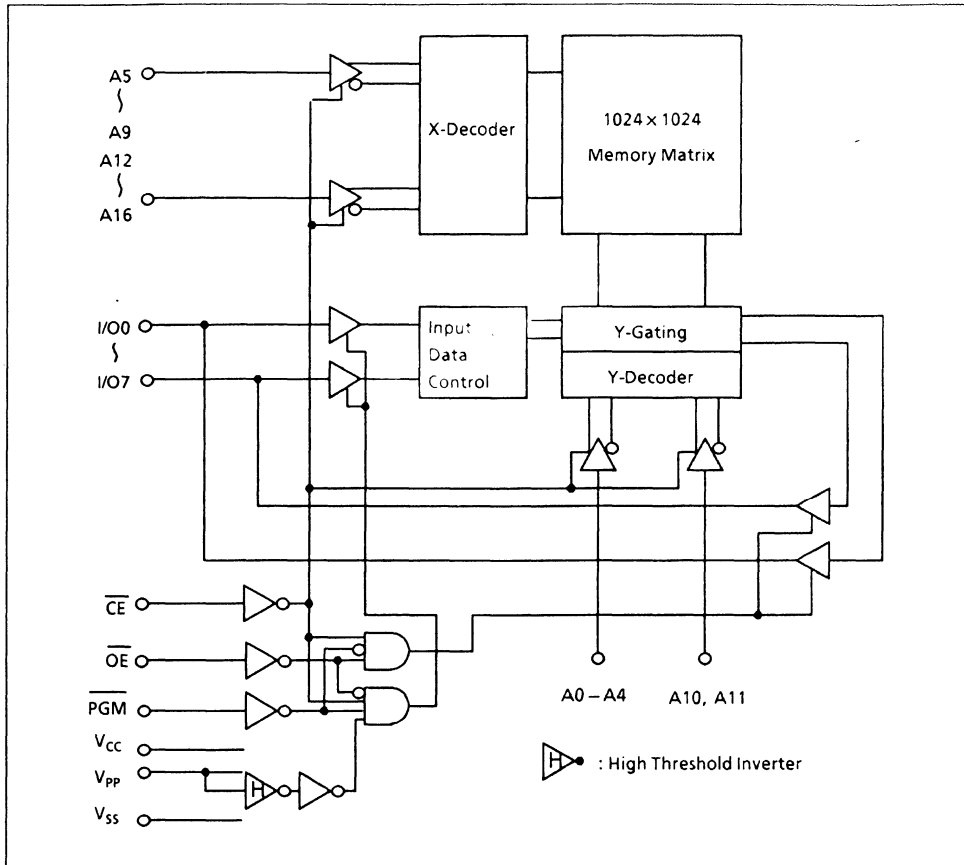 A5
A9
A12
A16
X-Decoder
1024 × 1024
Memory Matrix
I/O0
I/O7
Input
Data
Control
Y-Gating
Y-Decoder
CE
OE
PGM
VCC
VPP
VSS
H
A0 – A4
A10, A11
H
: High Threshold Inverter